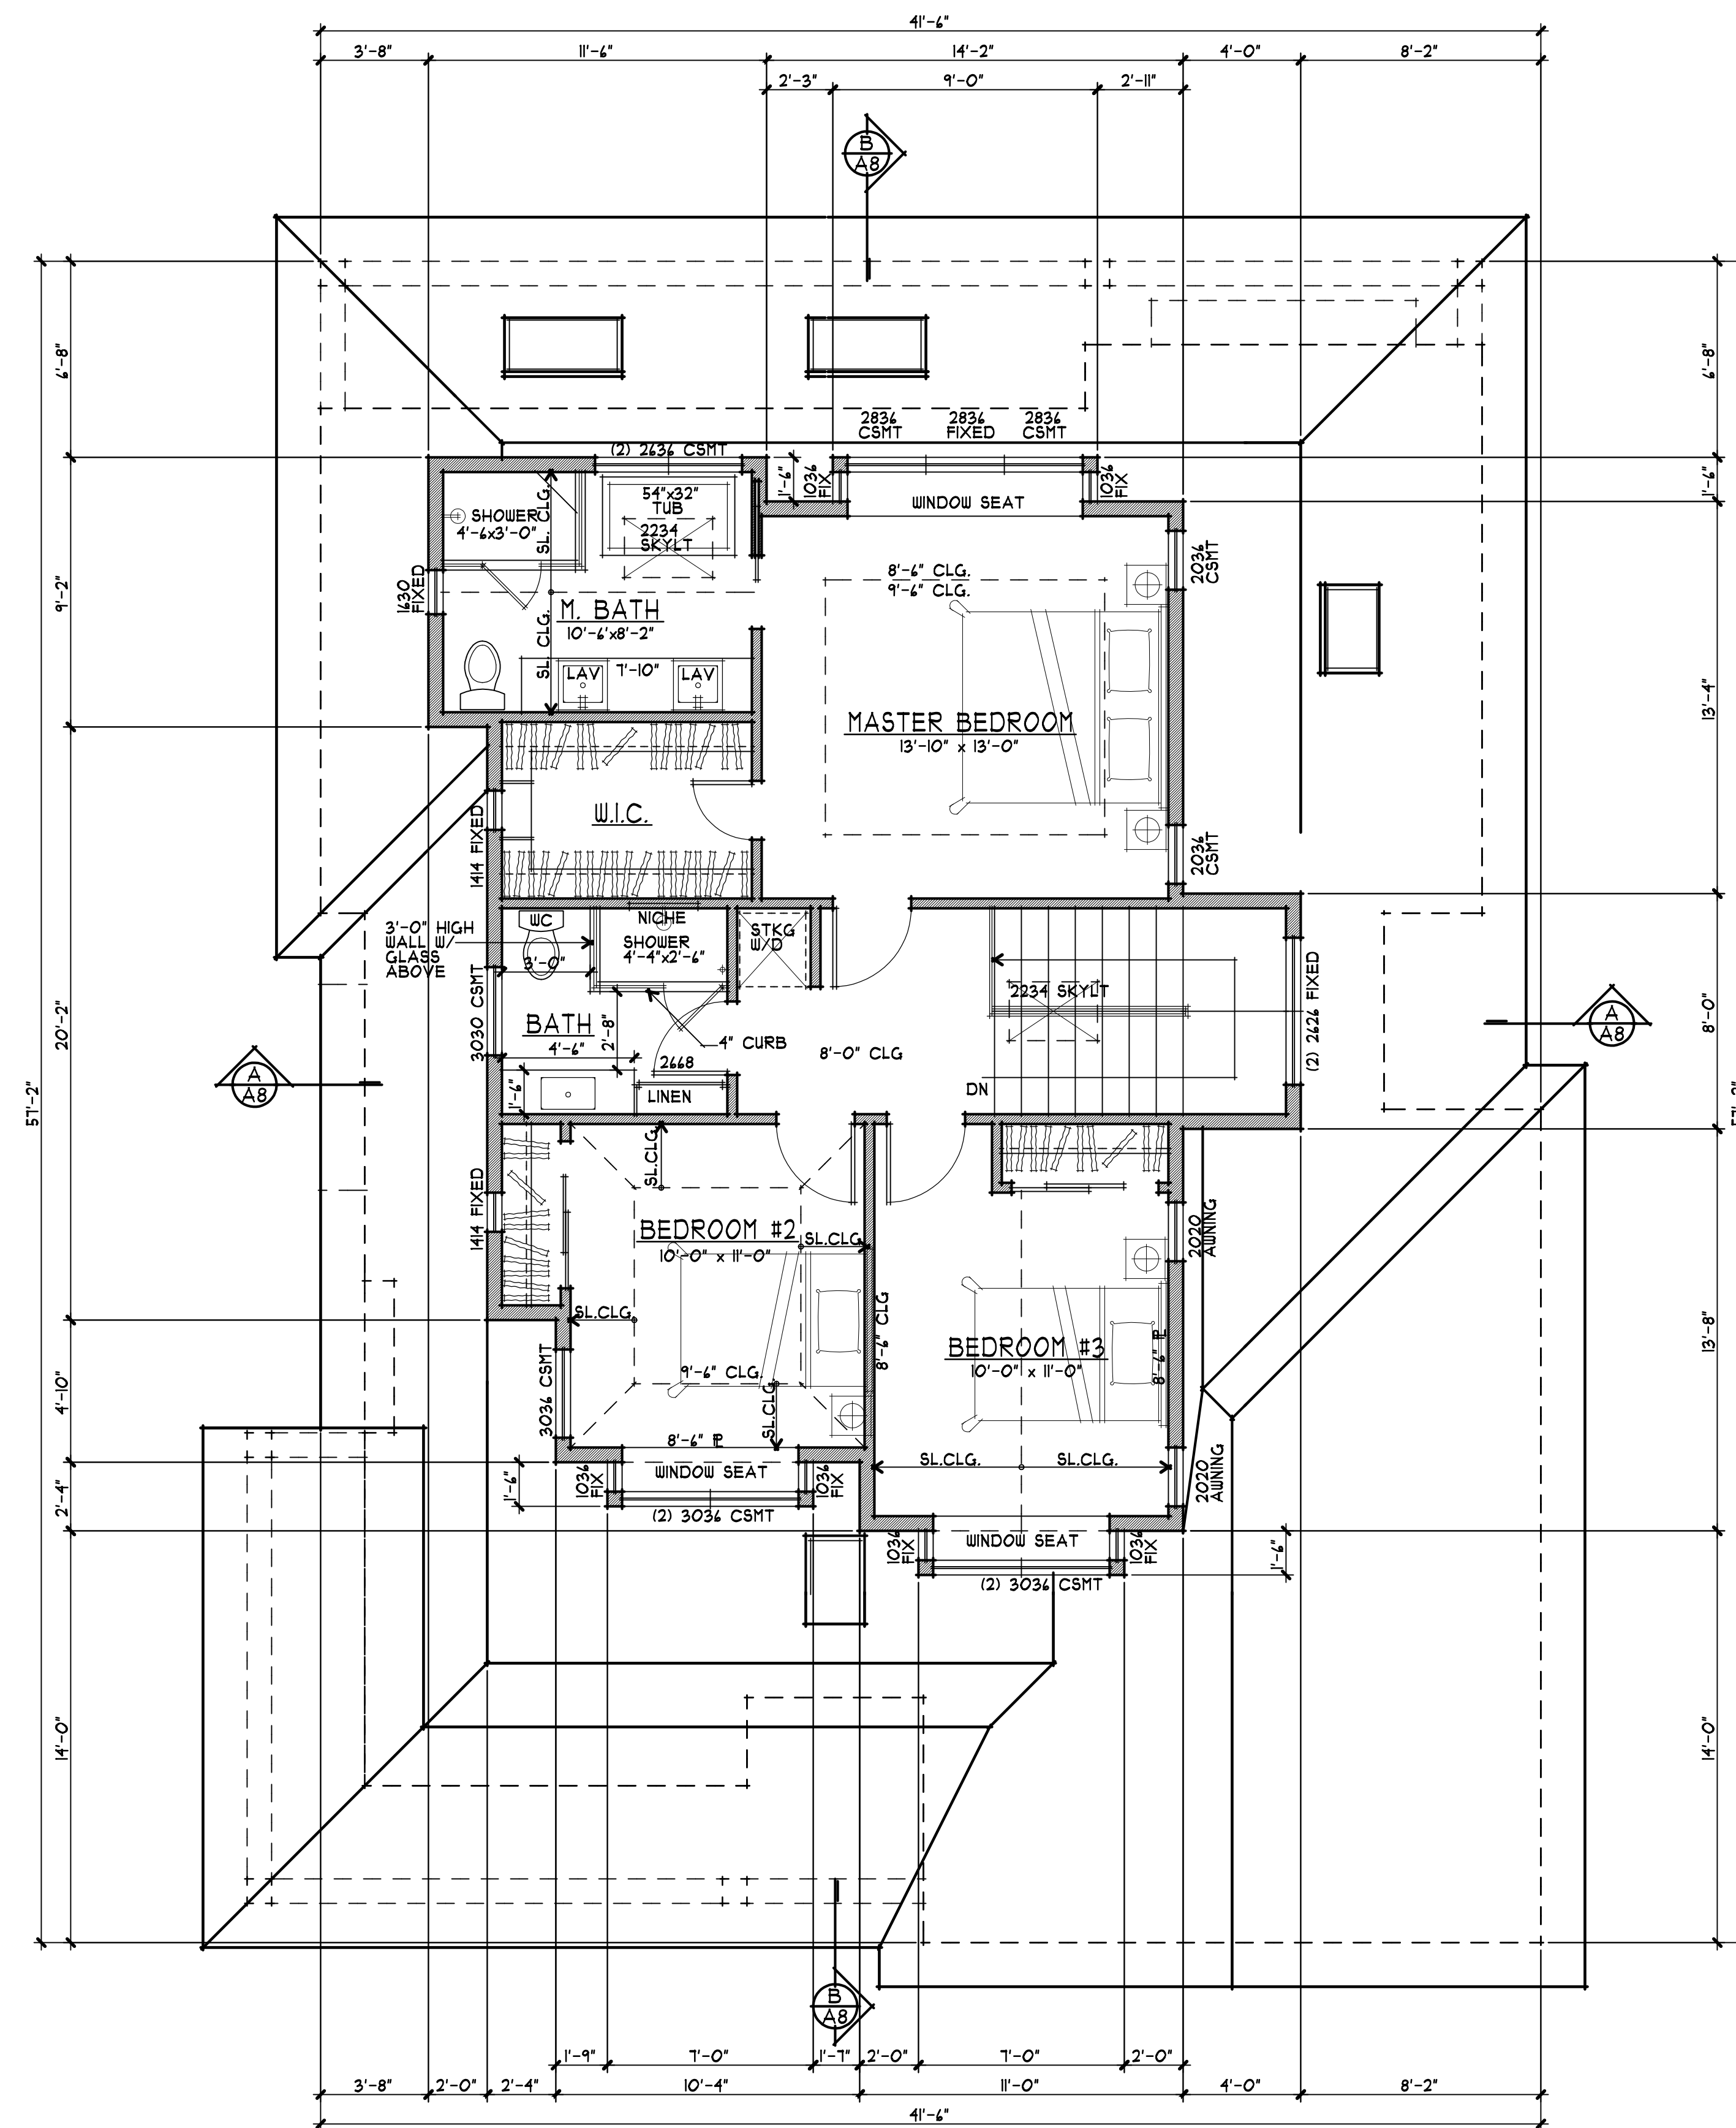 41'-6"
3'-8"
11'-6"
14'-2"
4'-0"
8'-2"
2'-3"
9'-0"
2'-11"
B
A8
6'-8"
6'-8"
2836
CSMT
2836
FIXED
2836
CSMT
(2) 2636 CSMT
1'-6"
1036
FIX
WINDOW SEAT
1036
FIX
1'-6"
SHOWER
4'-6x3'-0"
SL. CLG.
54"x32"
TUB
2234
SKYLT
2036
CSMT
8'-6" CLG.
9'-6" CLG.
1630
FIXED
9'-2"
M. BATH
10'-6'x8'-2"
SL. CLG.
LAV
7'-10"
LAV
MASTER BEDROOM
13'-10" x 13'-0"
13'-4"
W.I.C.
1414 FIXED
2036
CSMT
3'-0" HIGH
WALL W/
GLASS
ABOVE
WC
NICHE
SHOWER
4'-4"x2'-6"
3'-0"
STKG
W/D
2234 SKYLT
(2) 2626 FIXED
8'-0"
A
A8
3030 CSMT
BATH
4'-6"
2'-8"
4" CURB
8'-0" CLG
20'-2"
57'-2"
57'-2"
A
A8
2668
LINEN
1'-6"
DN
SL.CLG.
1414 FIXED
BEDROOM #2
10'-0" x 11'-0"
SL.CLG.
2020
AWNING
SL.CLG.
8'-6" CLG
BEDROOM #3
10'-0" x 11'-0"
8'-6" PL
13'-8"
3036 CSMT
9'-6" CLG.
SL.CLG.
4'-10"
8'-6" PL
WINDOW SEAT
1036
FIX
1036
FIX
1'-6"
(2) 3036 CSMT
SL.CLG.
SL.CLG.
2020
AWNING
2'-4"
WINDOW SEAT
1036
FIX
1036
FIX
1'-6"
(2) 3036 CSMT
14'-0"
14'-0"
B
A8
1'-9"
7'-0"
1'-7"
2'-0"
7'-0"
2'-0"
3'-8"
2'-0"
2'-4"
10'-4"
11'-0"
4'-0"
8'-2"
41'-6"